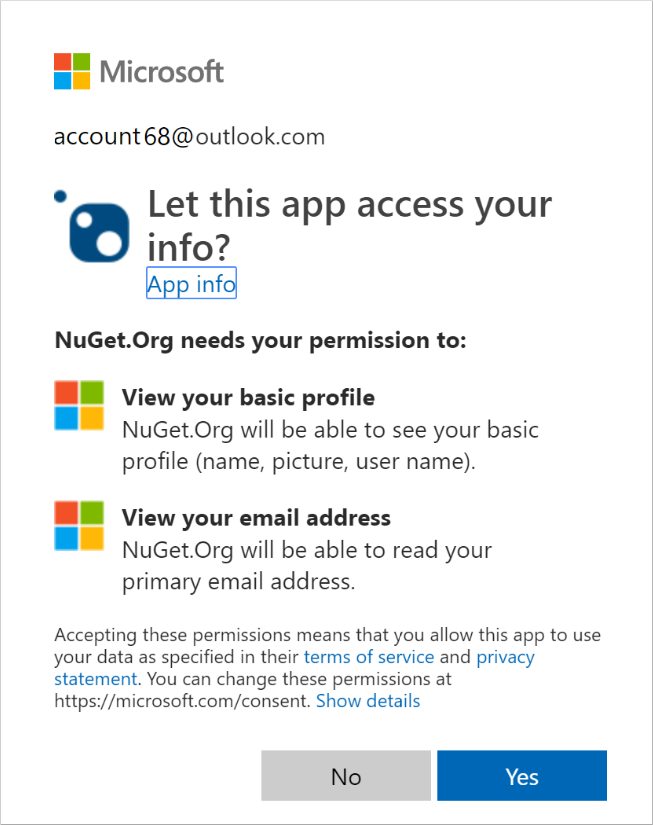 Microsoft
account68@outlook.com
Let this app access your
info?
App info
NuGet.Org needs your permission to:
View your basic profile
NuGet.Org will be able to see your basic
profile (name, picture, user name).
View your email address
NuGet.Org will be able to read your
primary email address.
Accepting these permissions means that you allow this app to use
your data as specified in their terms of service and privacy
statement. You can change these permissions at
https://microsoft.com/consent. Show details
No
Yes